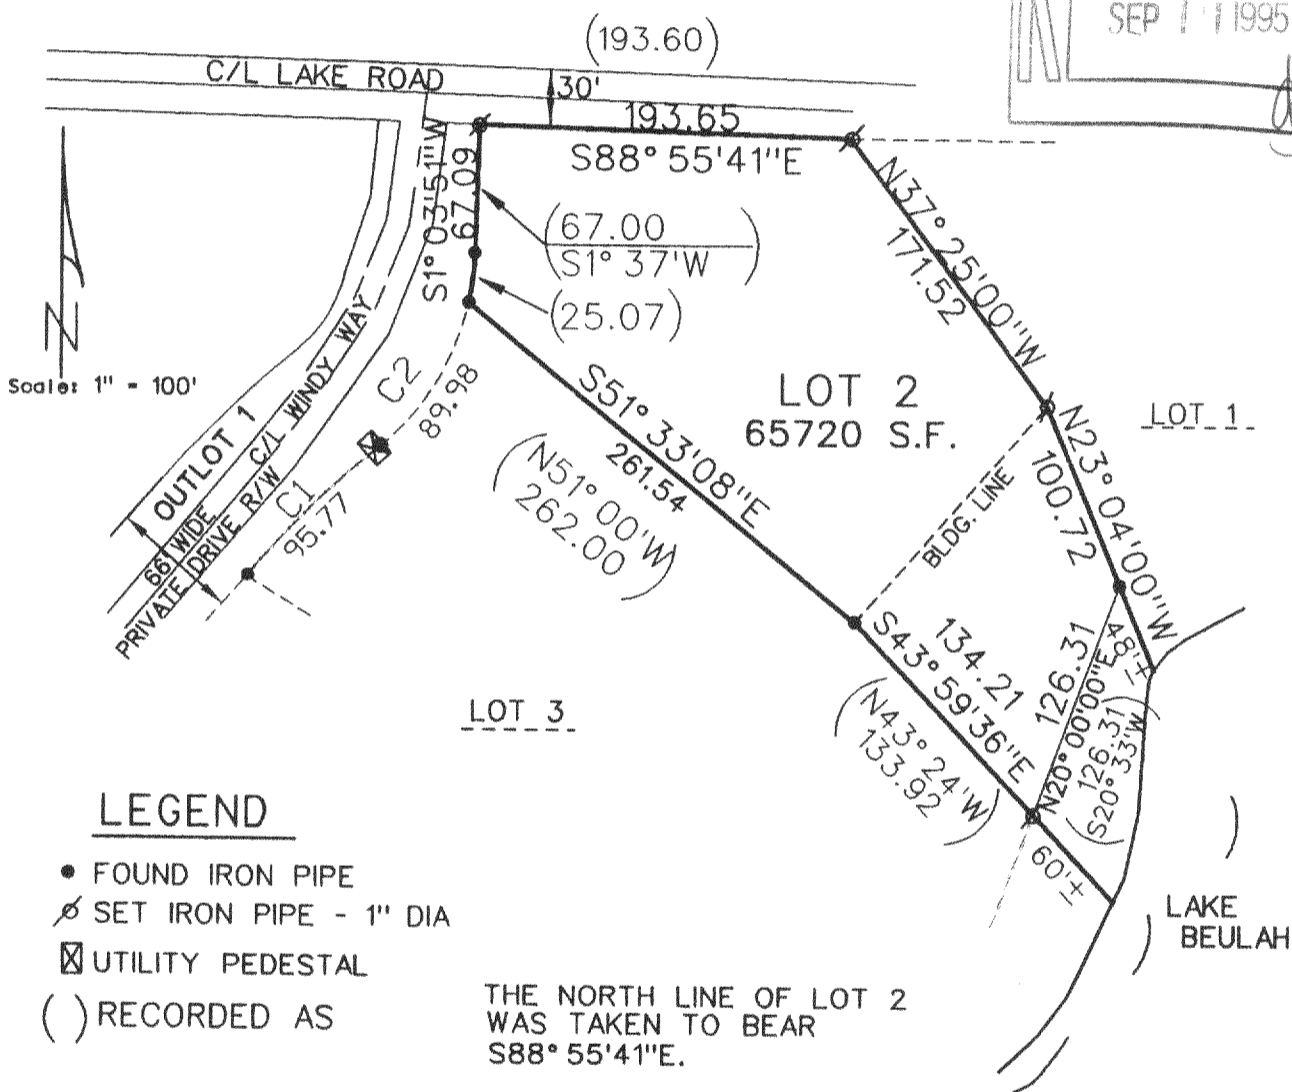 SEP 1995
(193.60)
C/L LAKE ROAD
30'
193.65
S88° 55'41"E
S1° 03'51"W
67.09
(67.00
S1° 37'W)
(25.07)
N37° 25'00"W
171.52
N
Scale: 1" = 100'
LOT 2
65720 S.F.
LOT 1
C2
89.98
S51° 33'08"E
261.54
(N51° 00'W
262.00)
N23° 04'00"W
100.72
OUTLOT 1
C/L WINDY WAY
66' WIDE
PRIVATE DRIVE R/W
C1
95.77
BLDG. LINE
S43° 59'36"E
134.21
(N43° 24'W
133.92)
126.31
N20° 00'00"E
126.31
(S20° 33'W)
48'±
60'±
LOT 3
LAKE
BEULAH
LEGEND
FOUND IRON PIPE
SET IRON PIPE - 1" DIA
UTILITY PEDESTAL
( ) RECORDED AS
THE NORTH LINE OF LOT 2
WAS TAKEN TO BEAR
S88° 55'41"E.